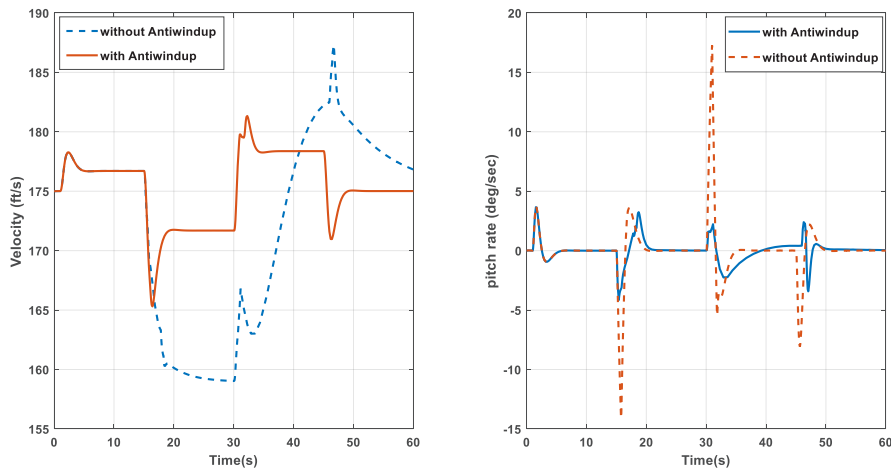 without Antiwindup
with Antiwindup
190
185
180
175
170
165
160
155
Velocity (ft/s)
0 10 20 30 40 50 60
Time(s)
with Antiwindup
without Antiwindup
20
15
10
5
0
-5
-10
-15
pitch rate (deg/sec)
0 10 20 30 40 50 60
Time(s)